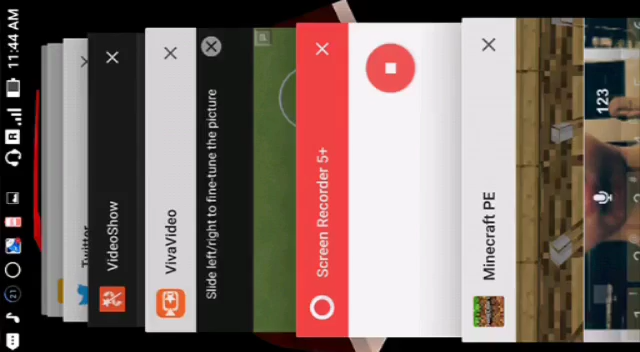 11:44 AM
R
21
Twitter
VideoShow
VivaVideo
Slide left/right to fine-tune the picture
Screen Recorder 5+
Minecraft PE
123